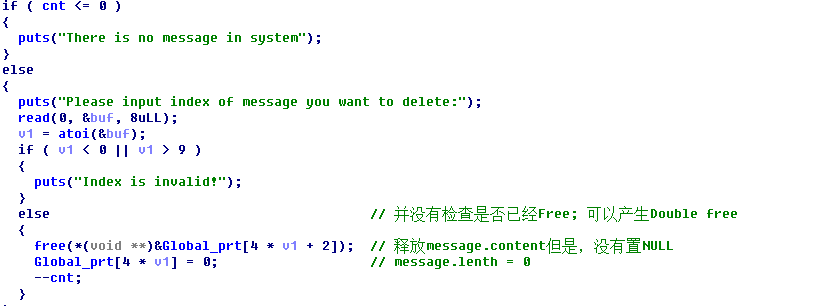 if ( cnt <= 0 )
{
  puts("There is no message in system");
}
else
{
  puts("Please input index of message you want to delete:");
  read(0, &buf, 8uLL);
  v1 = atoi(&buf);
  if ( v1 < 0 || v1 > 9 )
  {
    puts("Index is invalid!");
  }
  else                                        // 并没有检查是否已经Free; 可以产生Double free
  {
    free(*(void **)&Global_prt[4 * v1 + 2]);  // 释放message.content但是，没有置NULL
    Global_prt[4 * v1] = 0;                   // message.lenth = 0
    --cnt;
  }